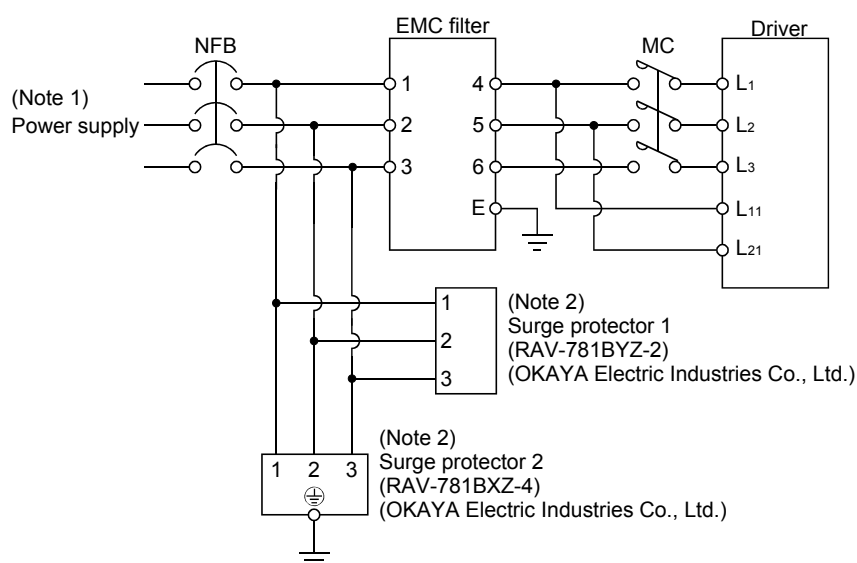 NFB
EMC filter
MC
Driver
(Note 1)
Power supply
1
2
3
4
5
6
E
L1
L2
L3
L11
L21
1
2
3
(Note 2)
Surge protector 1
(RAV-781BYZ-2)
(OKAYA Electric Industries Co., Ltd.)
1 2 3
(Note 2)
Surge protector 2
(RAV-781BXZ-4)
(OKAYA Electric Industries Co., Ltd.)